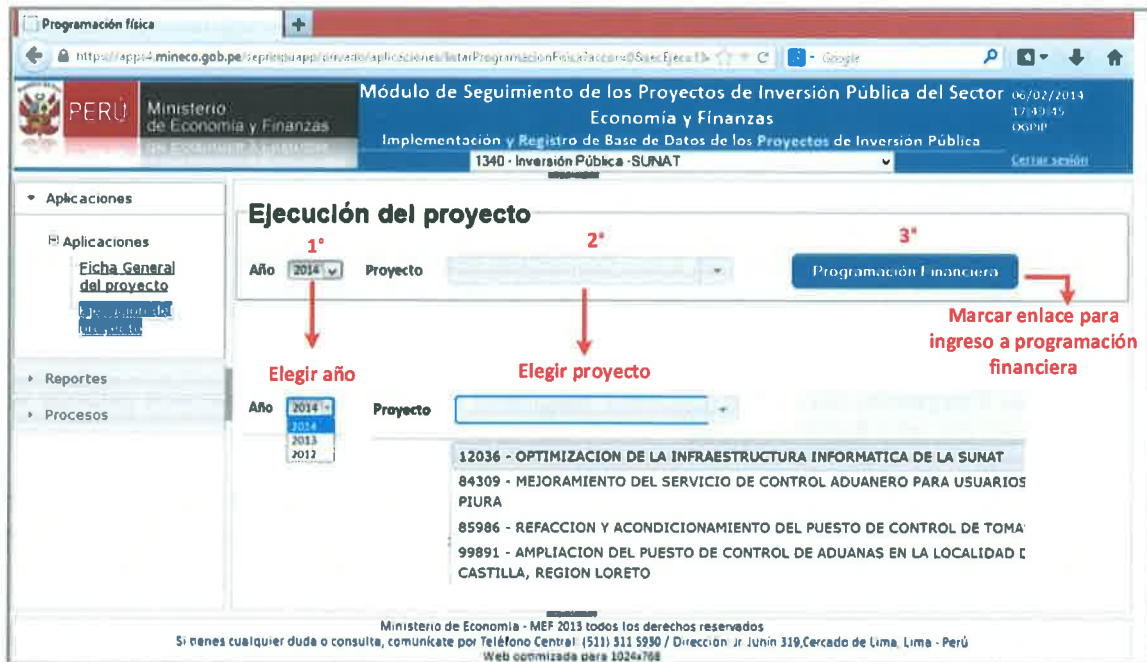 Programación física
https://apps4.mineco.gob.pe/
Google
PERÚ
Ministerio
de Economía y Finanzas
Módulo de Seguimiento de los Proyectos de Inversión Pública del Sector
Economía y Finanzas
Implementación y Registro de Base de Datos de los Proyectos de Inversión Pública
1340 - Inversión Pública -SUNAT
06/02/2014
17:49:45
OGPIP
Cerrar sesión
Aplicaciones
Aplicaciones
Ficha General
del proyecto
Ejecución del
proyecto
Reportes
Procesos
Ejecución del proyecto
1° 2° 3°
Año 2014 Proyecto Programación Financiera
Marcar enlace para
ingreso a programación
financiera
Elegir año Elegir proyecto
Año 2014 Proyecto
2014
2013
2012
12036 - OPTIMIZACION DE LA INFRAESTRUCTURA INFORMATICA DE LA SUNAT
84309 - MEJORAMIENTO DEL SERVICIO DE CONTROL ADUANERO PARA USUARIOS
PIURA
85986 - REFACCION Y ACONDICIONAMIENTO DEL PUESTO DE CONTROL DE TOMA
99891 - AMPLIACION DEL PUESTO DE CONTROL DE ADUANAS EN LA LOCALIDAD D
CASTILLA, REGION LORETO
Ministerio de Economía - MEF 2013 todos los derechos reservados
Si tienes cualquier duda o consulta, comunícate por Teléfono Central: (511) 311 5930 / Dirección: Jr. Junín 319,Cercado de Lima, Lima - Perú
Web optimizada para 1024x768